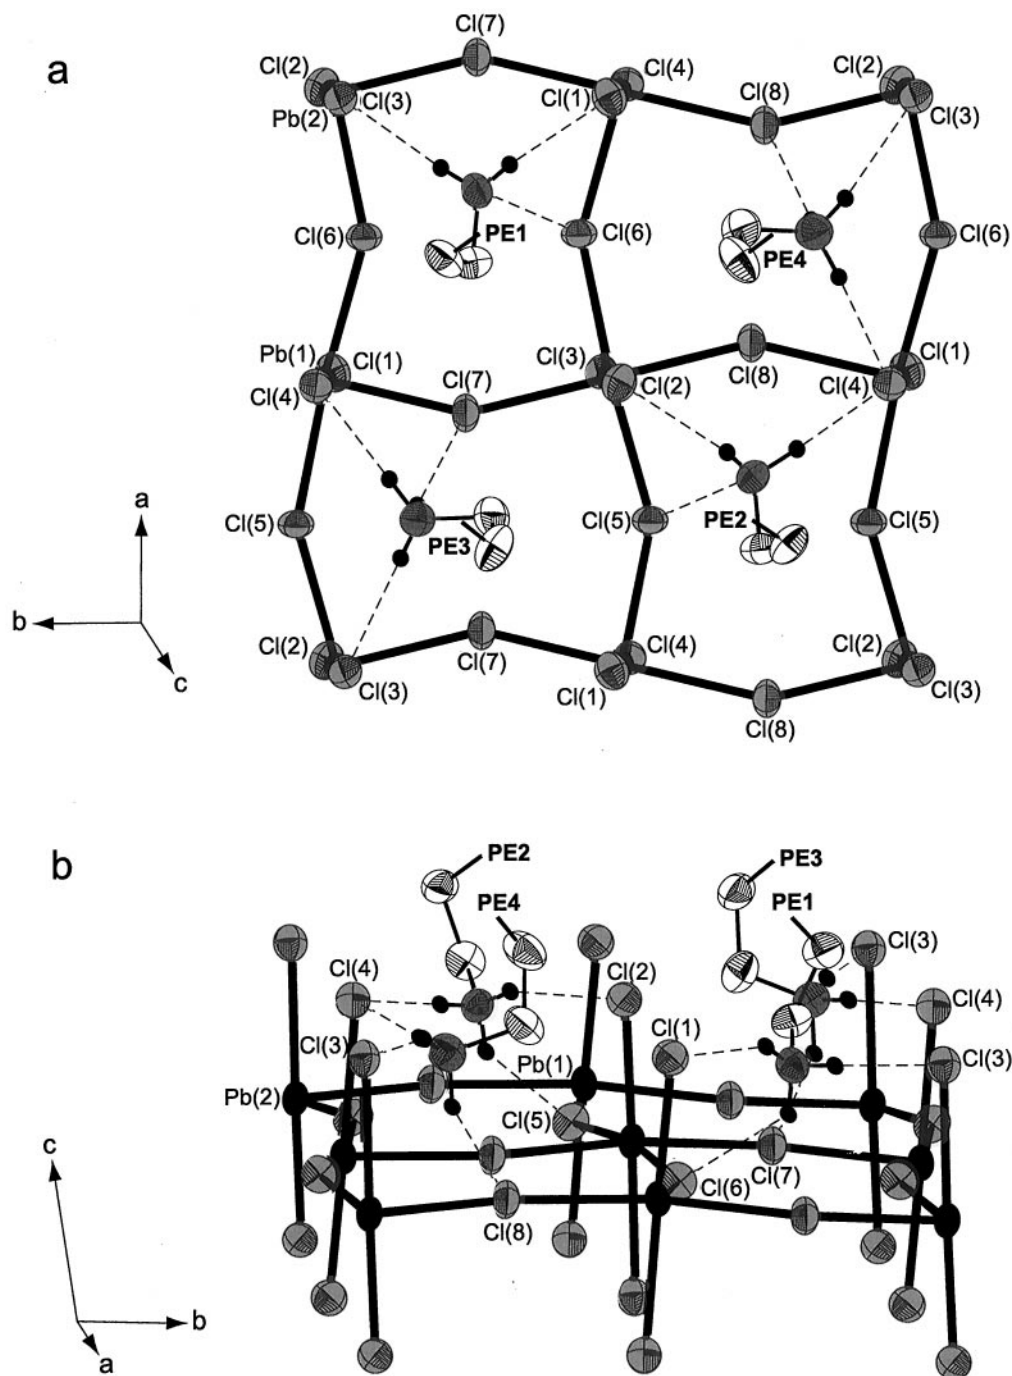 a
Cl(7)
Cl(2) Cl(4) Cl(2)
Cl(3) Cl(1) Cl(8) Cl(3)
Pb(2)
Cl(6) PE1 Cl(6) PE4 Cl(6)
Pb(1) Cl(1) Cl(3) Cl(8) Cl(1)
Cl(4) Cl(7) Cl(2) Cl(4)
a
Cl(5) PE3 Cl(5) PE2 Cl(5)
b
c
Cl(2) Cl(7) Cl(4) Cl(2)
Cl(3) Cl(1) Cl(8) Cl(3)
b
PE2 PE3
PE4 PE1
Cl(3)
Cl(4) Cl(2) Cl(4)
Cl(3) Cl(1) Cl(3)
Pb(2) Pb(1)
Cl(5)
Cl(7)
c Cl(6)
Cl(8)
b
a